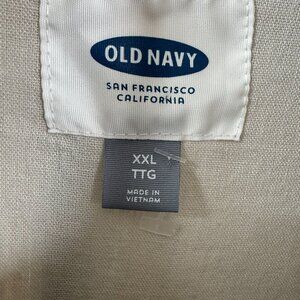 OLD NAVY
SAN FRANCISCO
CALIFORNIA
XXL
TTG
MADE IN
VIETNAM